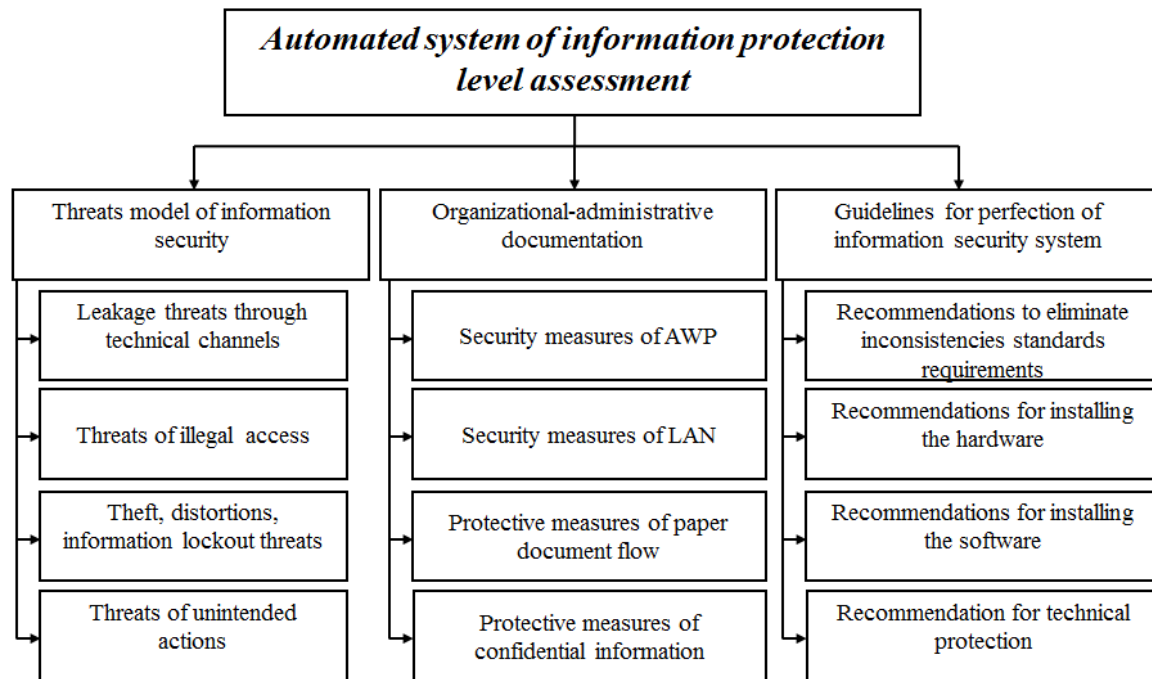 Automated system of information protection
level assessment
Threats model of information
security
Leakage threats through
technical channels
Threats of illegal access
Theft, distortions,
information lockout threats
Threats of unintended
actions
Organizational-administrative
documentation
Security measures of AWP
Security measures of LAN
Protective measures of paper
document flow
Protective measures of
confidential information
Guidelines for perfection of
information security system
Recommendations to eliminate
inconsistencies standards
requirements
Recommendations for installing
the hardware
Recommendations for installing
the software
Recommendation for technical
protection